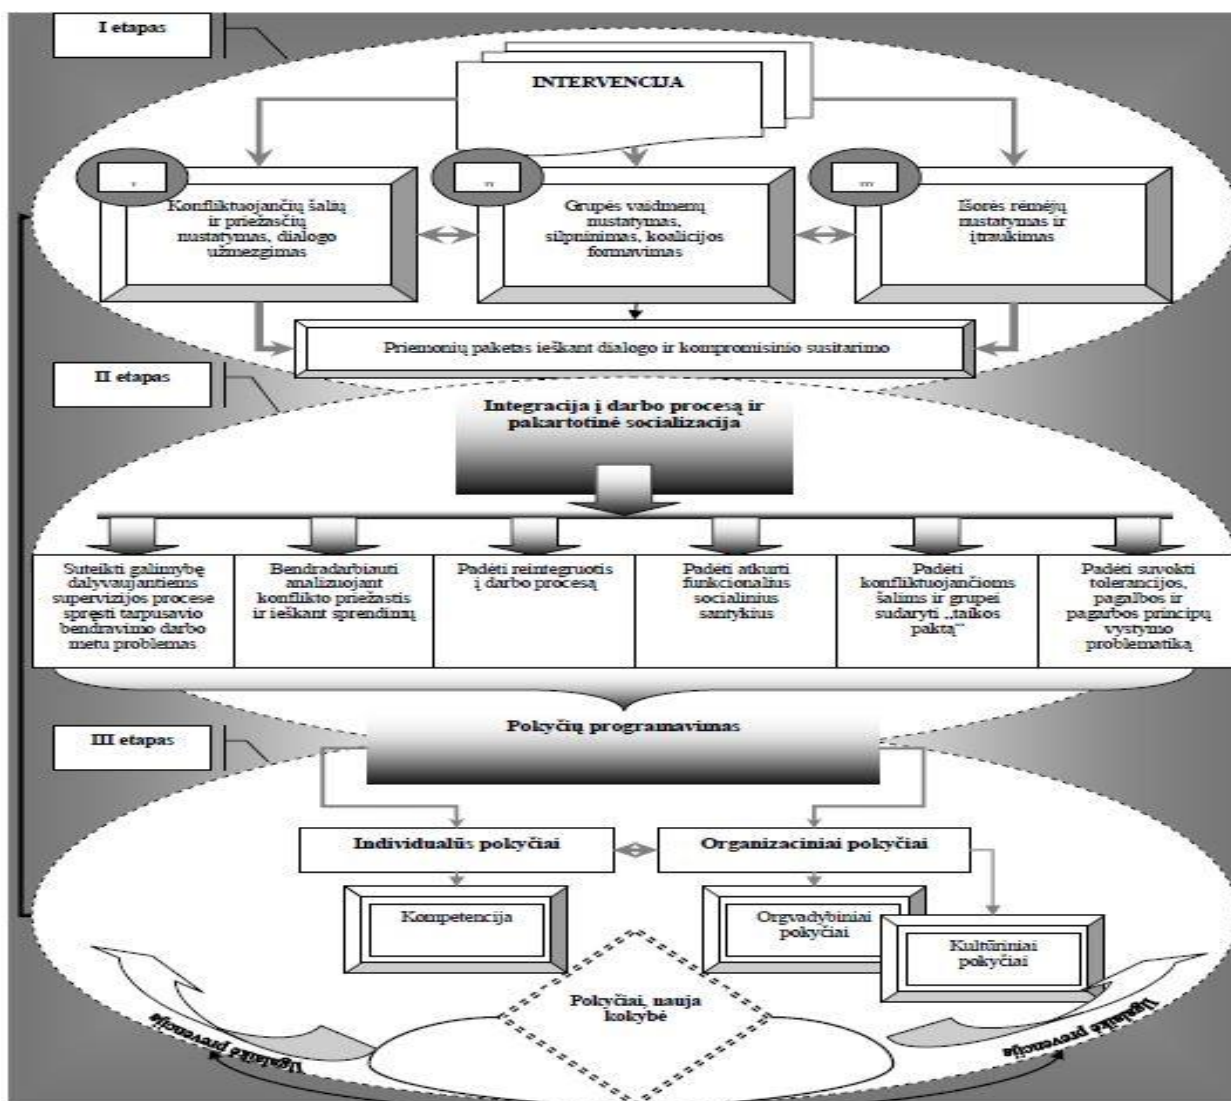 I etapas
INTERVENCIJA
Konfliktuojančių šalių
ir priežasčių
nustatymas, dialogo
užmezgimas
Grupės vaidmenų
nustatymas,
silpninimas, koalicijos
formavimas
Išorės rėmėjų
nustatymas ir
įtraukimas
Priemonių paketas ieškant dialogo ir kompromisinio susitarimo
II etapas
Integracija į darbo procesą ir
pakartotinė socializacija
Suteikti galimybę
dalyvaujantiems
supervizijos procese
spręsti tarpusavio
bendravimo darbo
metu problemas
Bendradarbiauti
analizuojant
konflikto priežastis
ir ieškant sprendimų
Padėti reintegruotis
į darbo procesą
Padėti atkurti
funkcionalius
socialinius
santykius
Padėti
konfliktuojančioms
šalims ir grupei
sudaryti „taikos
paktą“
Padėti suvokti
tolerancijos,
pagalbos ir
pagarbos principų
vystymo
problematiką
Pokyčių programavimas
III etapas
Individualūs pokyčiai
Organizaciniai pokyčiai
Kompetencija
Orgvadybiniai
pokyčiai
Kultūriniai
pokyčiai
Pokyčiai, nauja
kokybė
Ilgalaikė prevencija
Ilgalaikė prevencija